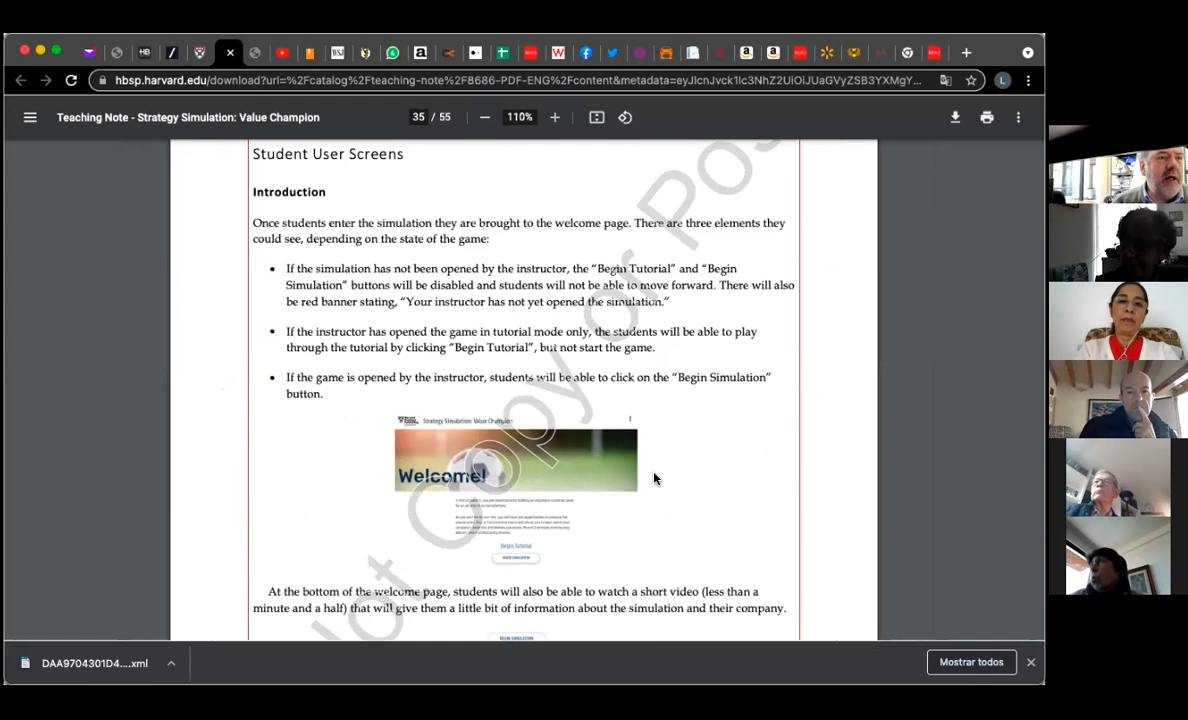 hbsp.harvard.edu/download?url=%2Fcatalog%2Fteaching-note%2F8686-PDF-ENG%2Fcontent&metadata=eyJlcnJvck1lc3NhZ2UiOiJUaGVyZSB3YXMgY...
L
Teaching Note - Strategy Simulation: Value Champion
35 / 55
110%
Student User Screens
Introduction
Once students enter the simulation they are brought to the welcome page. There are three elements they
could see, depending on the state of the game:
• If the simulation has not been opened by the instructor, the “Begin Tutorial” and “Begin
Simulation” buttons will be disabled and students will not be able to move forward. There will also
be red banner stating, “Your instructor has not yet opened the simulation.”
• If the instructor has opened the game in tutorial mode only, the students will be able to play
through the tutorial by clicking “Begin Tutorial”, but not start the game.
• If the game is opened by the instructor, students will be able to click on the “Begin Simulation”
button.
Strategy Simulation: Value Champion
Welcome!
Begin Tutorial
BEGIN SIMULATION
At the bottom of the welcome page, students will also be able to watch a short video (less than a
minute and a half) that will give them a little bit of information about the simulation and their company.
BEGIN SIMULATION
Not Copy or Pos
DAA9704301D4....xml
Mostrar todos